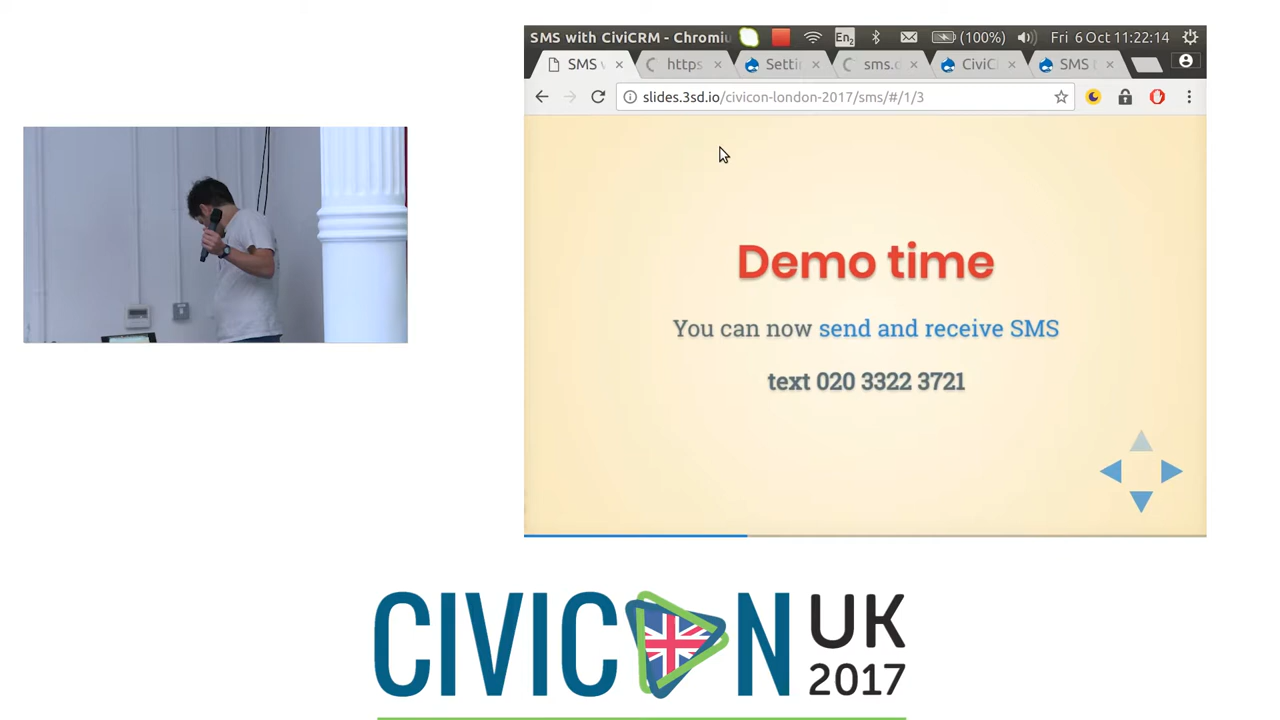 SMS with CiviCRM - Chromiu
En2
(100%)
Fri 6 Oct 11:22:14
SMS
https
Settin
sms.
CiviC
SMS
slides.3sd.io/civicon-london-2017/sms/#/1/3
Demo time
You can now send and receive SMS
text 020 3322 3721
CIVICON UK
2017